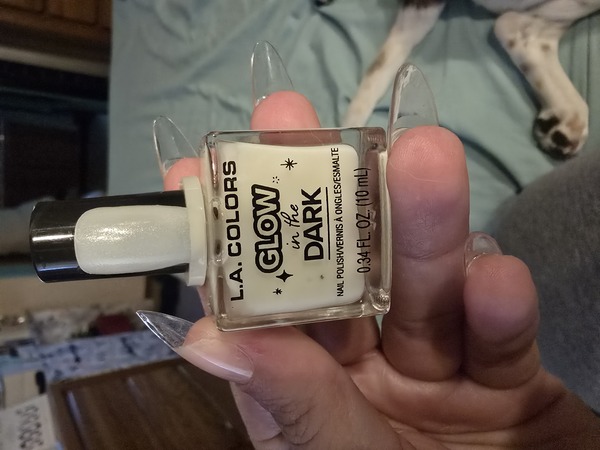 L.A. COLORS
GLOW
in the
DARK
NAIL POLISH/VERNIS À ONGLES/ESMALTE
0.34 FL. OZ. (10 mL)